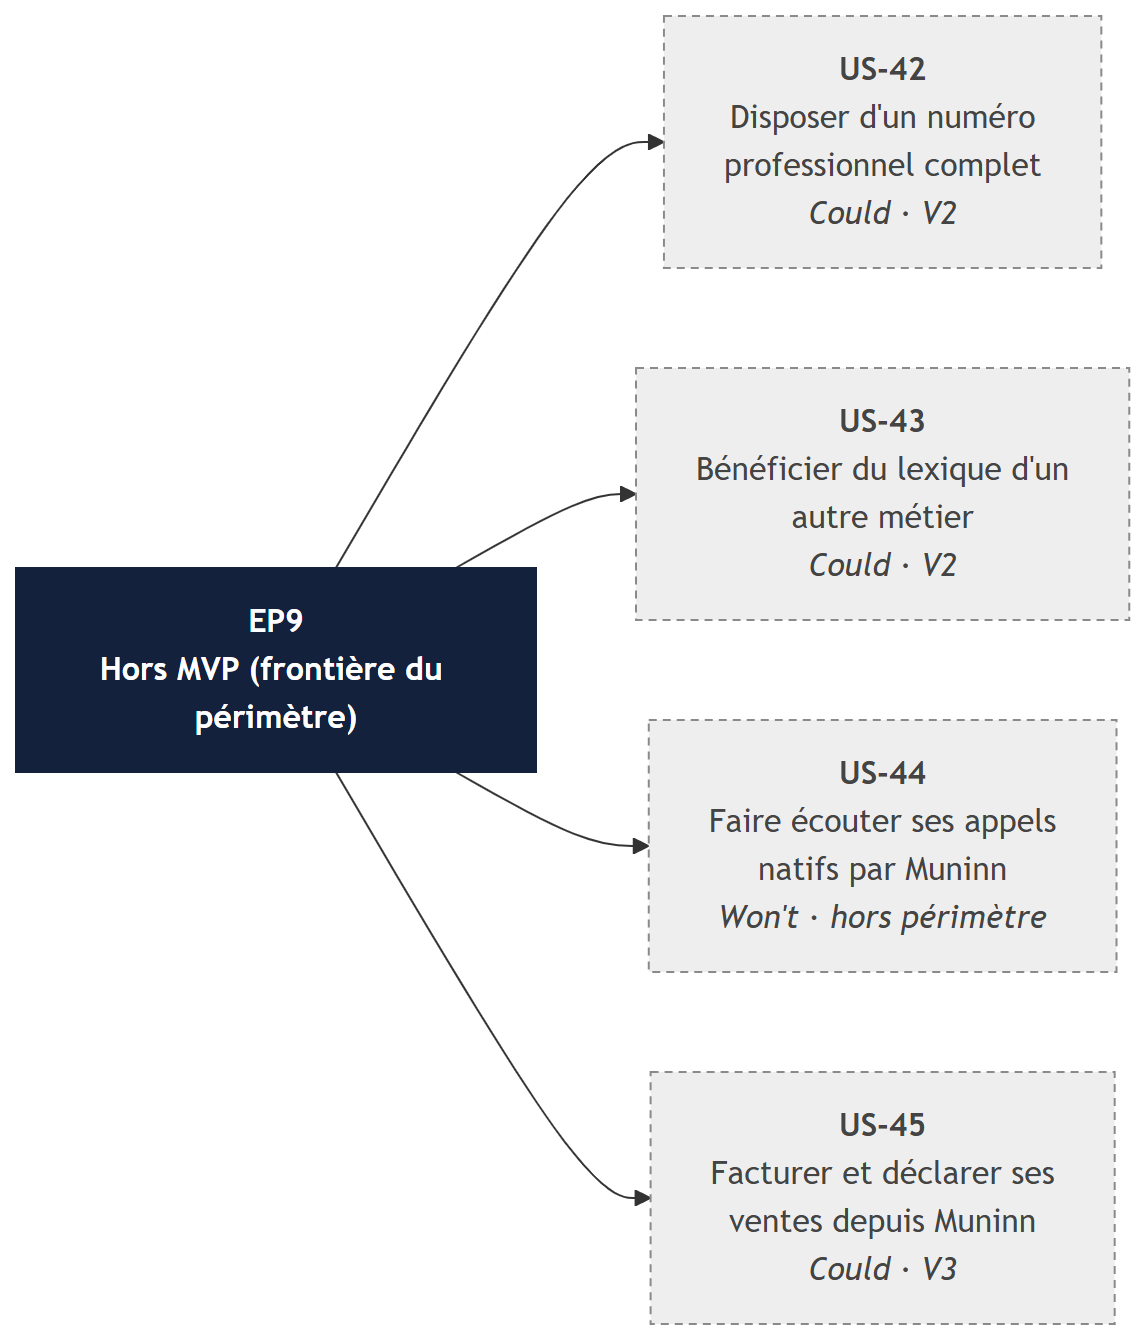 US-42
Disposer d'un numéro
professionnel complet
Could · V2
US-43
Bénéficier du lexique d'un
autre métier
Could · V2
EP9
Hors MVP (frontière du
périmètre)
US-44
Faire écouter ses appels
natifs par Muninn
Won't · hors périmètre
US-45
Facturer et déclarer ses
ventes depuis Muninn
Could · V3